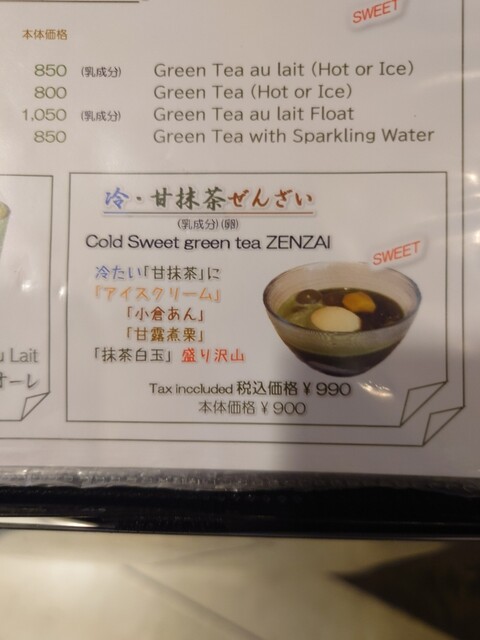 SWEET
本体価格
850 (乳成分) Green Tea au lait (Hot or Ice)
800 Green Tea (Hot or Ice)
1,050 (乳成分) Green Tea au lait Float
850 Green Tea with Sparkling Water
冷・甘抹茶ぜんざい
(乳成分)(卵)
Cold Sweet green tea ZENZAI
SWEET
冷たい「甘抹茶」に
「アイスクリーム」
「小倉あん」
「甘露煮栗」
「抹茶白玉」盛り沢山
Tax inccluded 税込価格 ¥ 990
本体価格 ¥ 900
Lait
オーレ